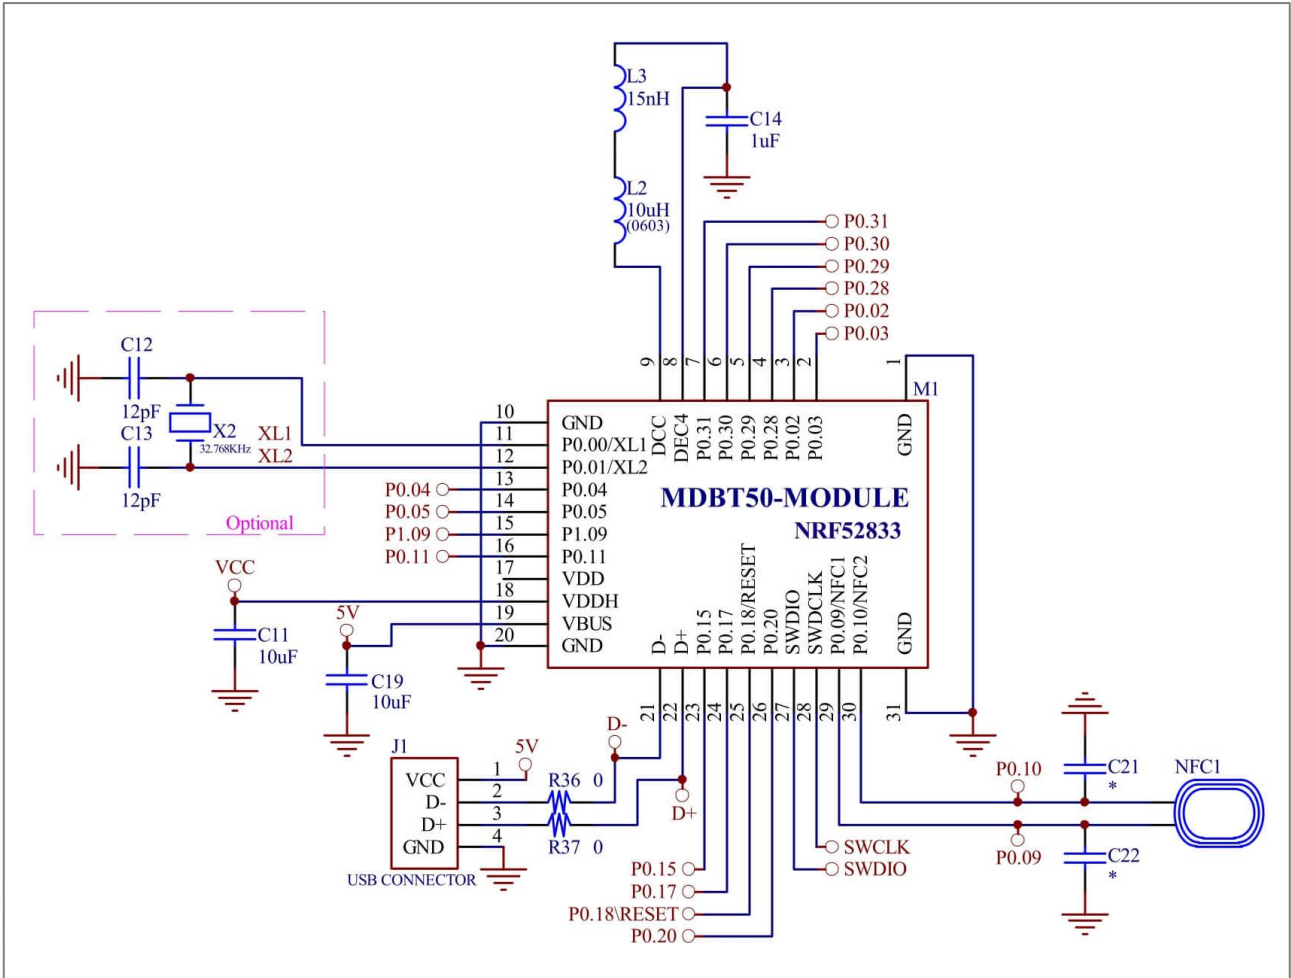 L3
15nH
C14
1uF
L2
10uH
(0603)
P0.31
P0.30
P0.29
P0.28
P0.02
P0.03
9
8
7
6
5
4
3
2
1
M1
DCC
DEC4
P0.31
P0.30
P0.29
P0.28
P0.02
P0.03
GND
C12
12pF
C13
12pF
X2
32.768KHz
XL1
XL2
Optional
10 GND
11 P0.00/XL1
12 P0.01/XL2
P0.04 13 P0.04
P0.05 14 P0.05
P1.09 15 P1.09
P0.11 16 P0.11
17 VDD
18 VDDH
19 VBUS
20 GND
MDBT50-MODULE
NRF52833
VCC
C11
10uF
5V
C19
10uF
D-
D+
P0.15
P0.17
P0.18/RESET
P0.20
SWDIO
SWDCLK
P0.09/NFC1
P0.10/NFC2
GND
21
22
23
24
25
26
27
28
29
30
31
J1
VCC 1
D- 2
D+ 3
GND 4
USB CONNECTOR
5V
R36 0
R37 0
D-
D+
P0.15
P0.17
P0.18\RESET
P0.20
SWCLK
SWDIO
P0.10
P0.09
C21
*
C22
*
NFC1